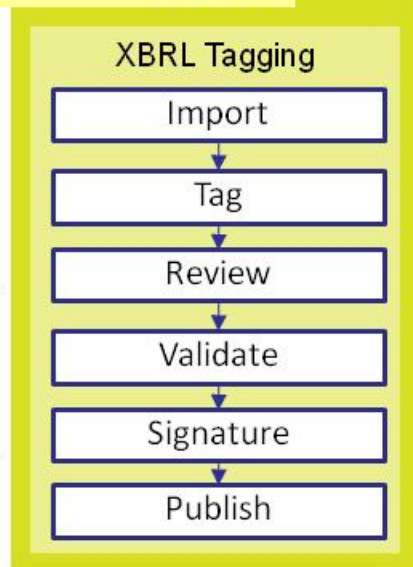 XBRL Tagging
Import
Tag
Review
Validate
Signature
Publish